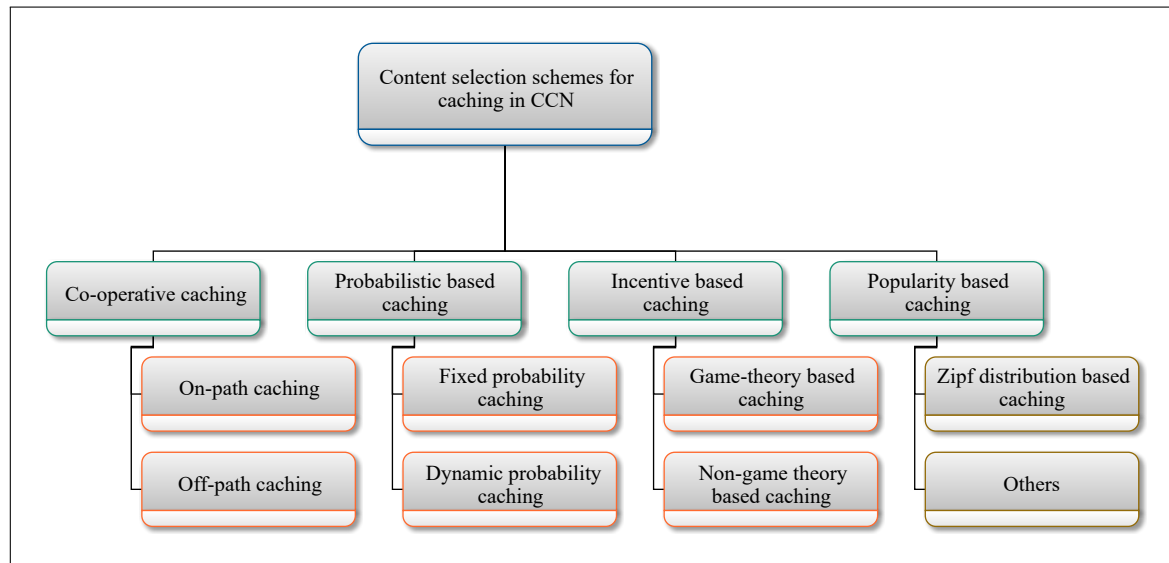 Content selection schemes for
caching in CCN
Co-operative caching
Probabilistic based
caching
Incentive based
caching
Popularity based
caching
On-path caching
Fixed probability
caching
Game-theory based
caching
Zipf distribution based
caching
Off-path caching
Dynamic probability
caching
Non-game theory
based caching
Others